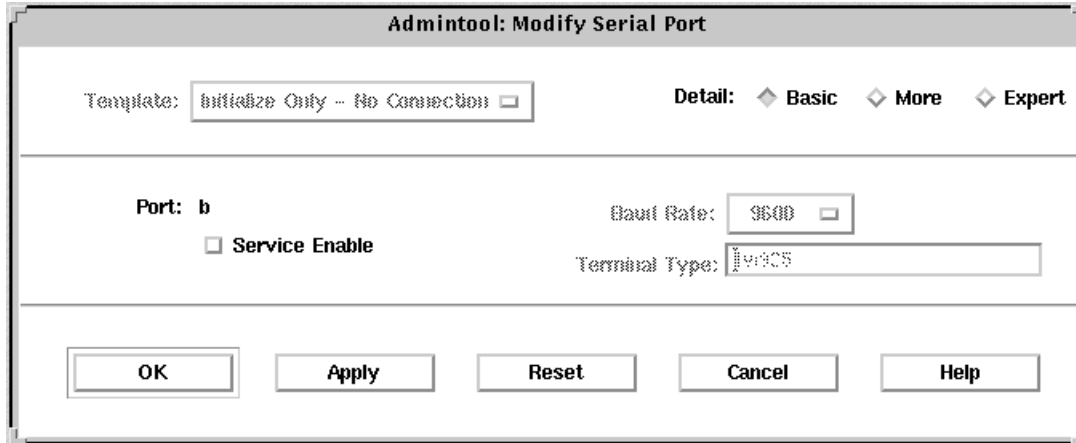 Admintool: Modify Serial Port
Template: Initialize Only – No Connection
Detail: Basic More Expert
Port: b
Baud Rate: 9600
Service Enable
Terminal Type: tvi925
OK Apply Reset Cancel Help